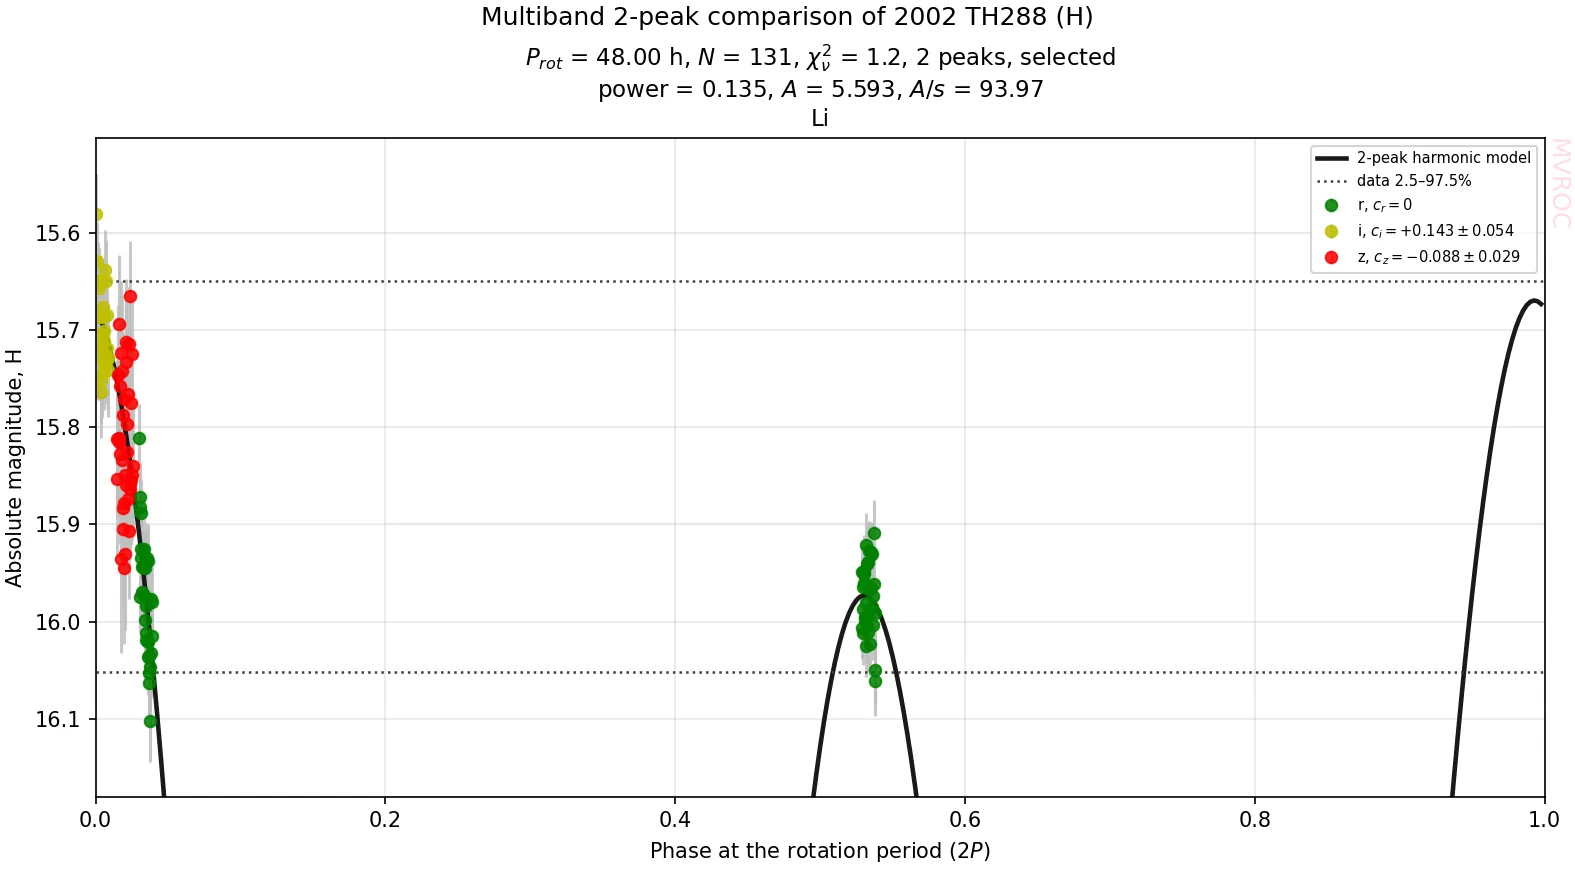 Multiband 2-peak comparison of 2002 TH288 (H)
P_rot = 48.00 h, N = 131, χ²_ν = 1.2, 2 peaks, selected
power = 0.135, A = 5.593, A/s = 93.97
Li
2-peak harmonic model
data 2.5–97.5%
r, c_r = 0
i, c_i = +0.143 ± 0.054
z, c_z = −0.088 ± 0.029
MVROC
Absolute magnitude, H
15.6
15.7
15.8
15.9
16.0
16.1
0.0 0.2 0.4 0.6 0.8 1.0
Phase at the rotation period (2P)